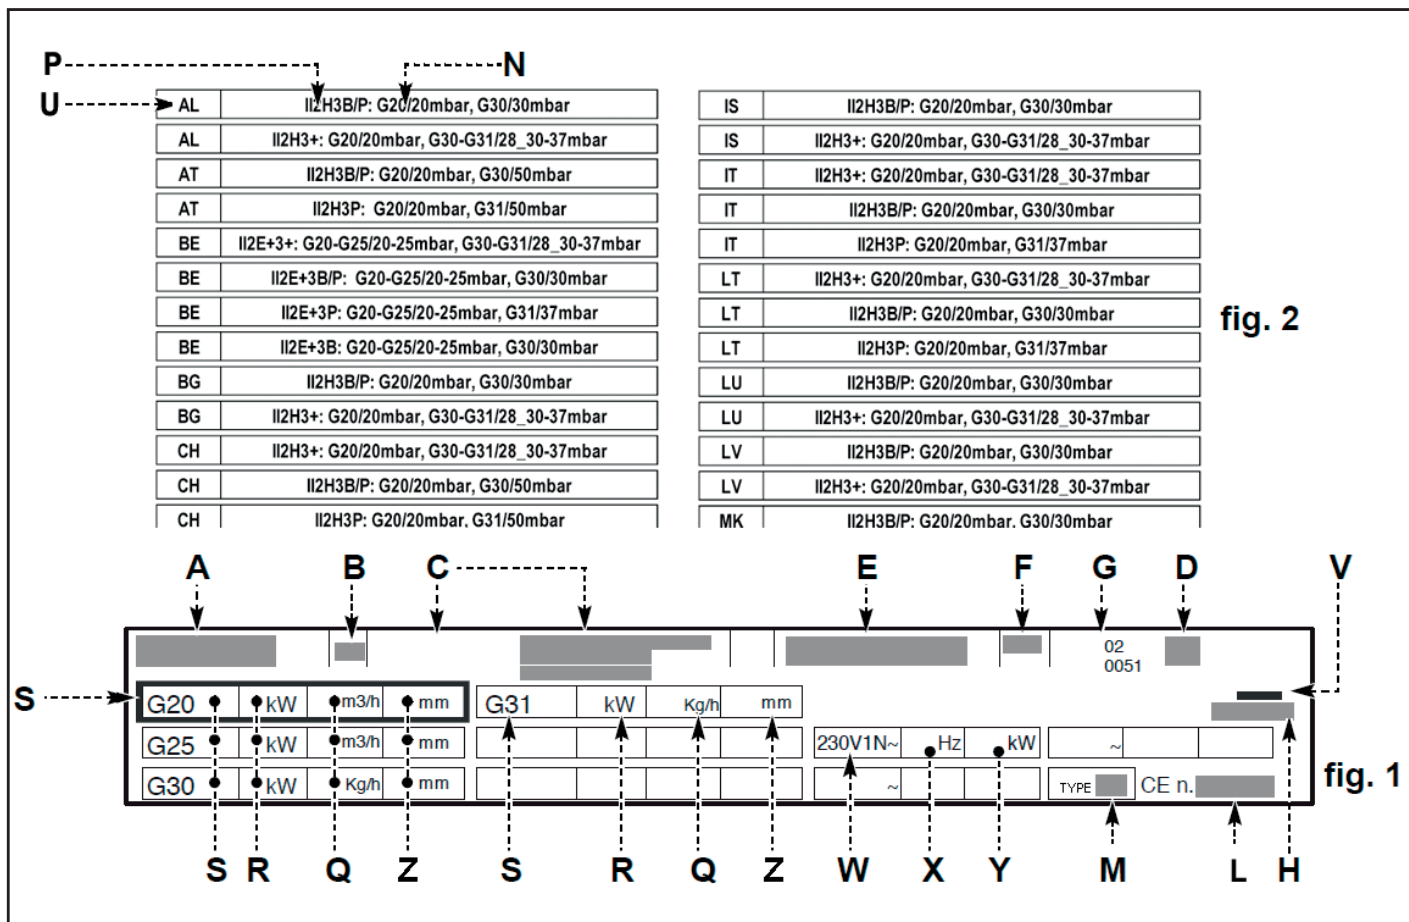 P N
U
AL II2H3B/P: G20/20mbar, G30/30mbar
AL II2H3+: G20/20mbar, G30-G31/28_30-37mbar
AT II2H3B/P: G20/20mbar, G30/50mbar
AT II2H3P: G20/20mbar, G31/50mbar
BE II2E+3+: G20-G25/20-25mbar, G30-G31/28_30-37mbar
BE II2E+3B/P: G20-G25/20-25mbar, G30/30mbar
BE II2E+3P: G20-G25/20-25mbar, G31/37mbar
BE II2E+3B: G20-G25/20-25mbar, G30/30mbar
BG II2H3B/P: G20/20mbar, G30/30mbar
BG II2H3+: G20/20mbar, G30-G31/28_30-37mbar
CH II2H3+: G20/20mbar, G30-G31/28_30-37mbar
CH II2H3B/P: G20/20mbar, G30/50mbar
CH II2H3P: G20/20mbar, G31/50mbar
IS II2H3B/P: G20/20mbar, G30/30mbar
IS II2H3+: G20/20mbar, G30-G31/28_30-37mbar
IT II2H3+: G20/20mbar, G30-G31/28_30-37mbar
IT II2H3B/P: G20/20mbar, G30/30mbar
IT II2H3P: G20/20mbar, G31/37mbar
LT II2H3+: G20/20mbar, G30-G31/28_30-37mbar
LT II2H3B/P: G20/20mbar, G30/30mbar
LT II2H3P: G20/20mbar, G31/37mbar
LU II2H3B/P: G20/20mbar, G30/30mbar
LU II2H3+: G20/20mbar, G30-G31/28_30-37mbar
LV II2H3B/P: G20/20mbar, G30/30mbar
LV II2H3+: G20/20mbar, G30-G31/28_30-37mbar
MK II2H3B/P: G20/20mbar, G30/30mbar
fig. 2
A B C E F G D V
02
0051
S G20 kW m3/h mm G31 kW Kg/h mm
G25 kW m3/h mm 230V1N~ Hz kW ~
G30 kW Kg/h mm ~ TYPE CE n.
fig. 1
S R Q Z S R Q Z W X Y M L H